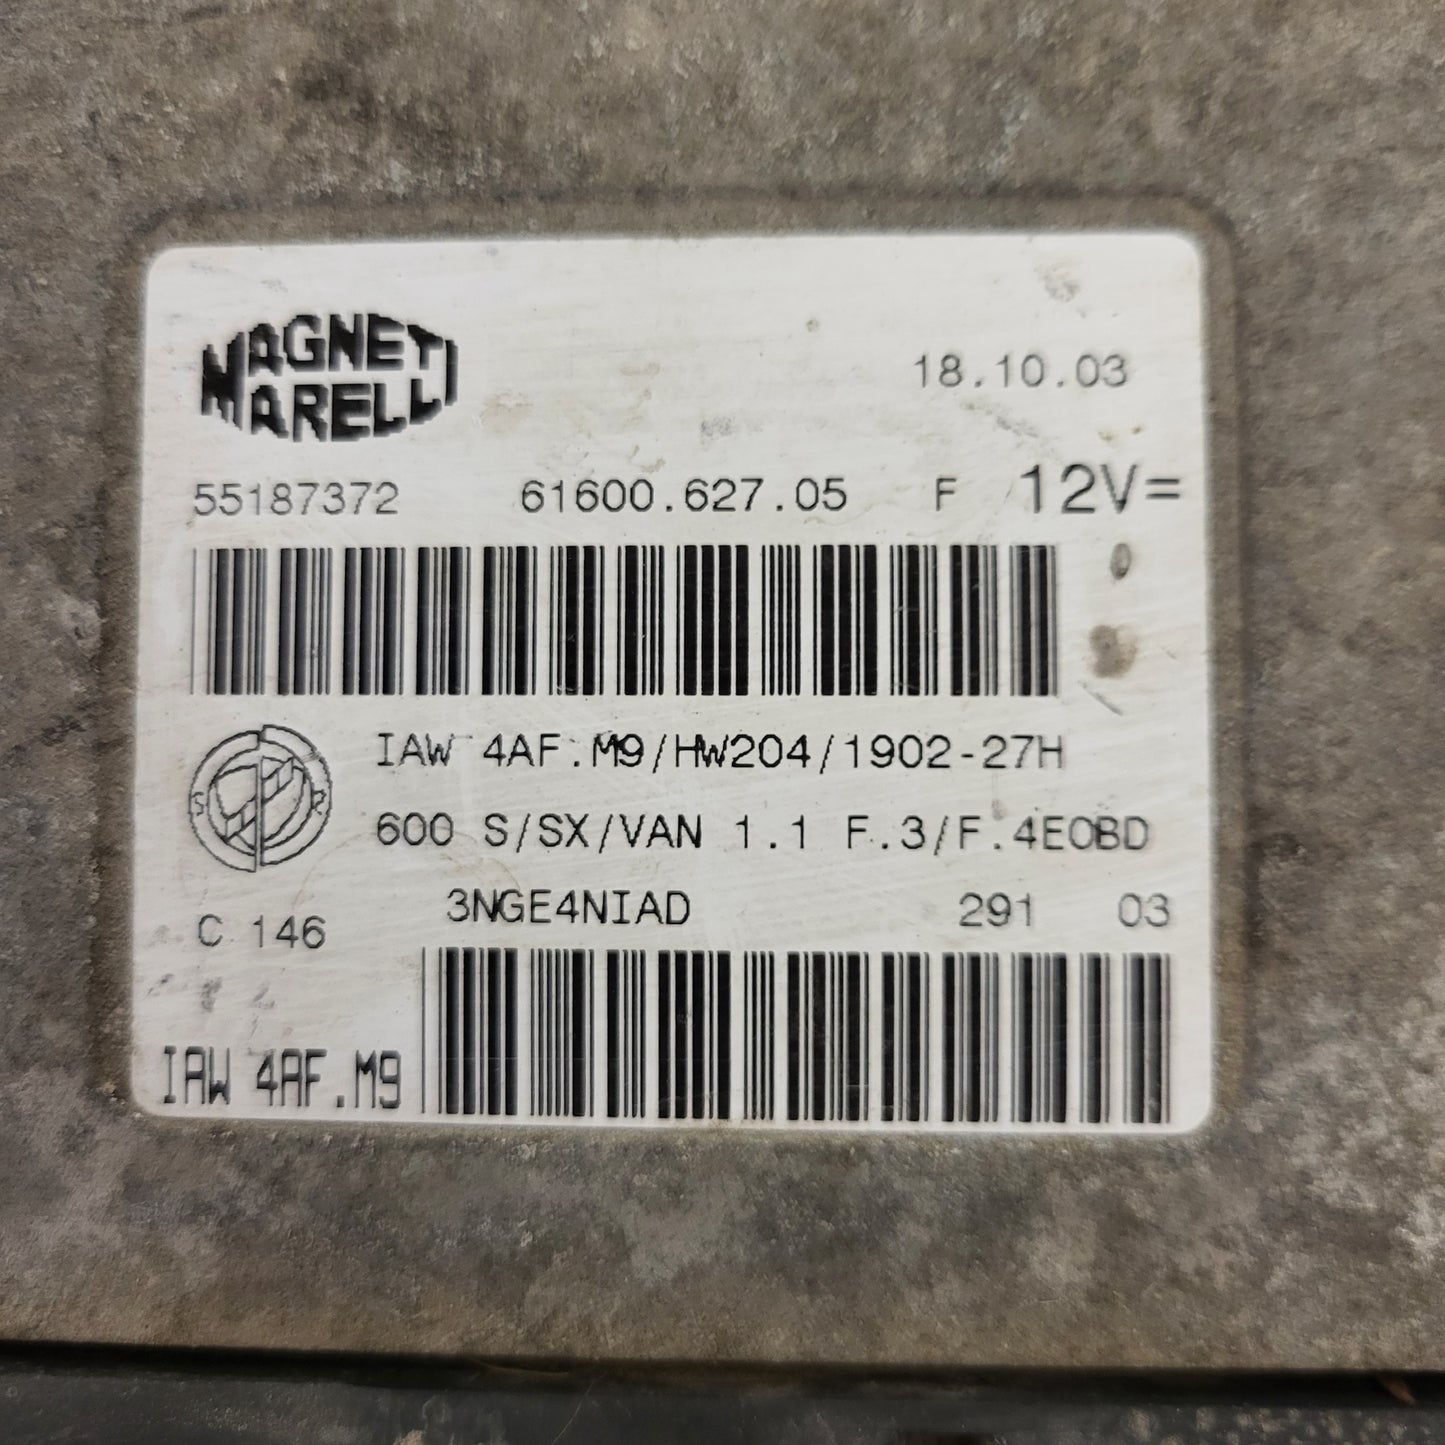 MAGNETI
MARELLI
18.10.03
55187372 61600.627.05 F 12V=
IAW 4AF.M9/HW204/1902-27H
600 S/SX/VAN 1.1 F.3/F.4EOBD
3NGE4NIAD 291 03
C 146
IAW 4AF.M9